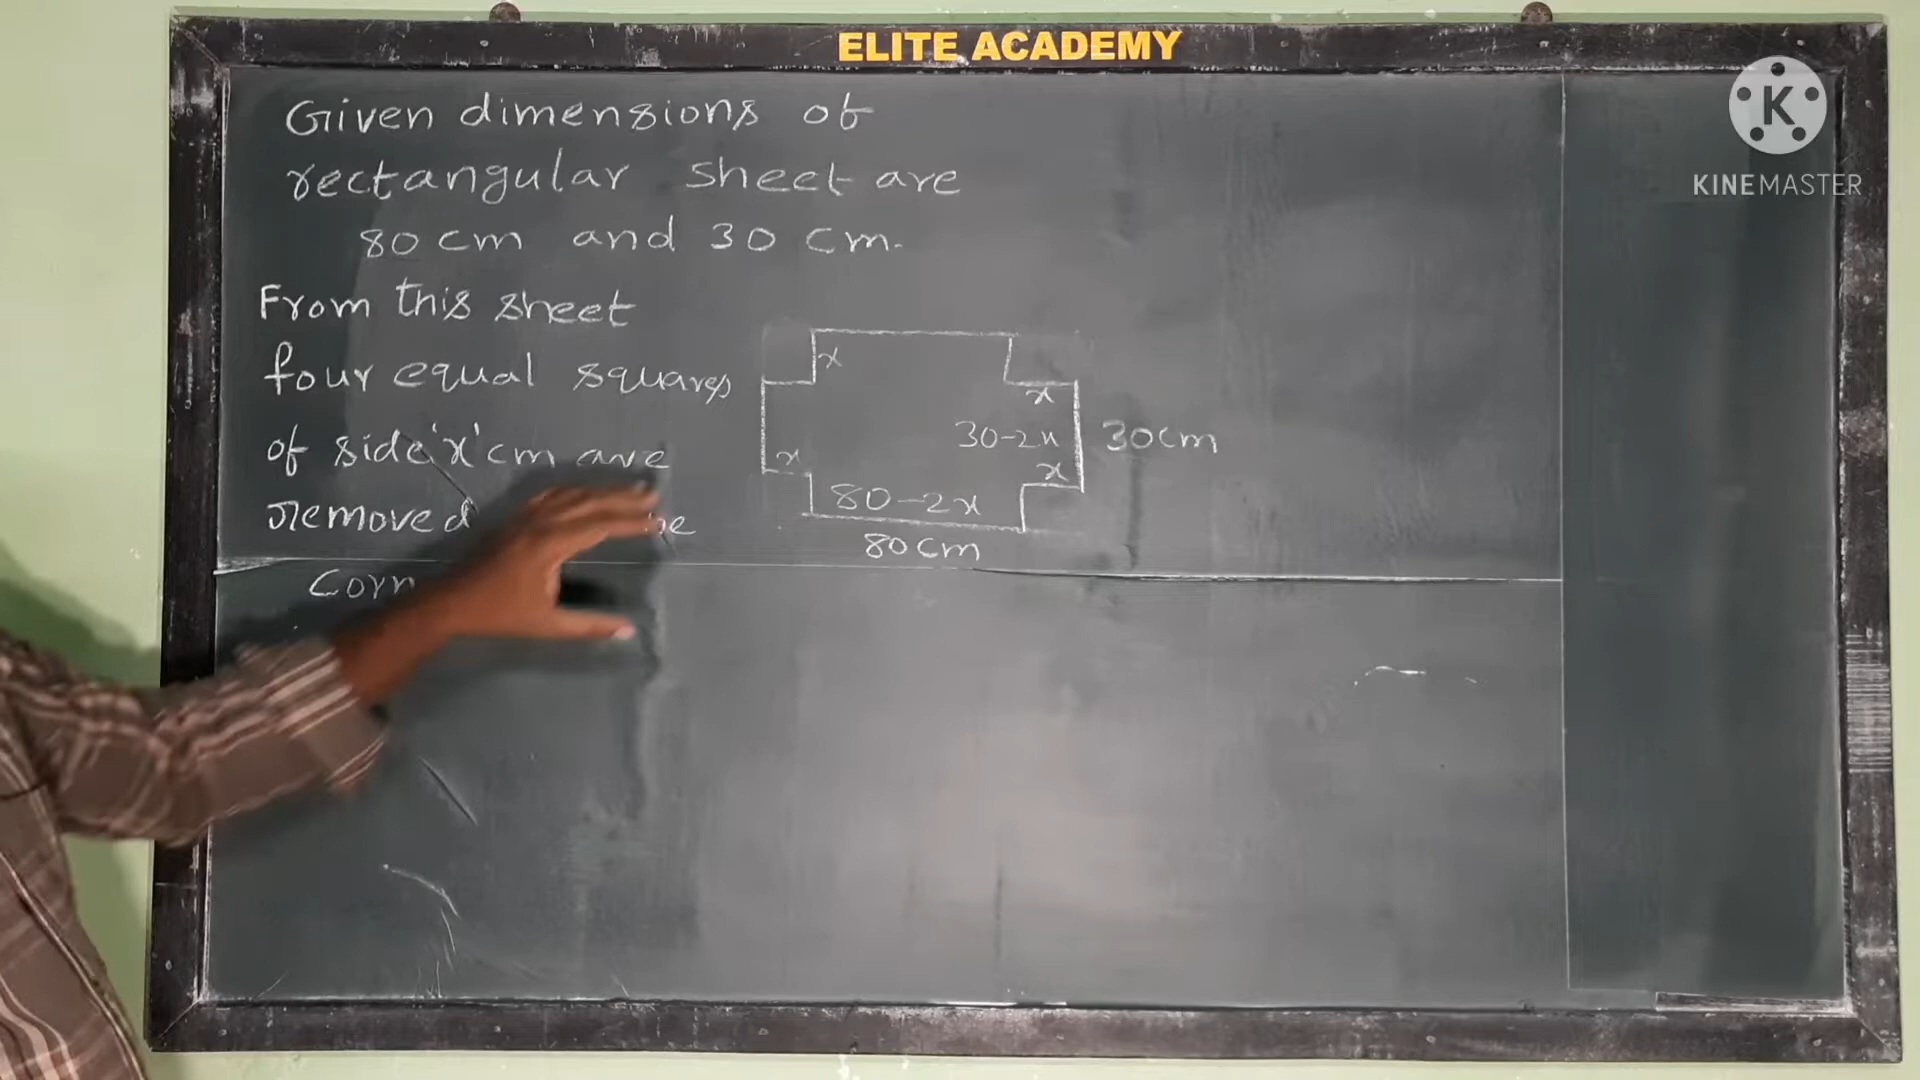 ELITE ACADEMY
KINEMASTER
Given dimensions of
rectangular sheet are
80 cm and 30 cm.
From this sheet
four equal squares
of side 'x' cm are
removed
x
x
30-2x
30cm
x
x
80-2x
80cm